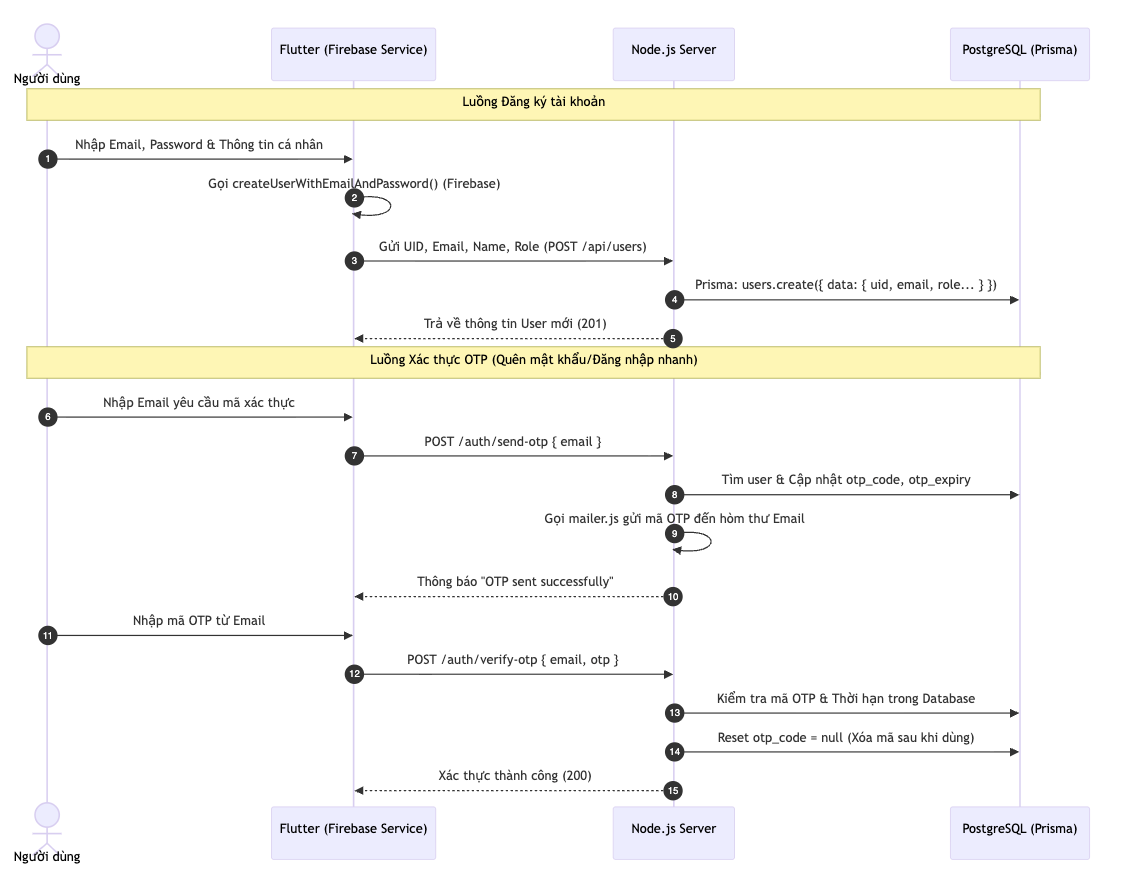 Flutter (Firebase Service)
Node.js Server
PostgreSQL (Prisma)
Người dùng
Luồng Đăng ký tài khoản
Nhập Email, Password & Thông tin cá nhân
1
Gọi createUserWithEmailAndPassword() (Firebase)
2
Gửi UID, Email, Name, Role (POST /api/users)
3
Prisma: users.create({ data: { uid, email, role... } })
4
Trả về thông tin User mới (201)
5
Luồng Xác thực OTP (Quên mật khẩu/Đăng nhập nhanh)
Nhập Email yêu cầu mã xác thực
6
POST /auth/send-otp { email }
7
Tìm user & Cập nhật otp_code, otp_expiry
8
Gọi mailer.js gửi mã OTP đến hòm thư Email
9
Thông báo "OTP sent successfully"
10
Nhập mã OTP từ Email
11
POST /auth/verify-otp { email, otp }
12
Kiểm tra mã OTP & Thời hạn trong Database
13
Reset otp_code = null (Xóa mã sau khi dùng)
14
Xác thực thành công (200)
15
Flutter (Firebase Service)
Node.js Server
PostgreSQL (Prisma)
Người dùng